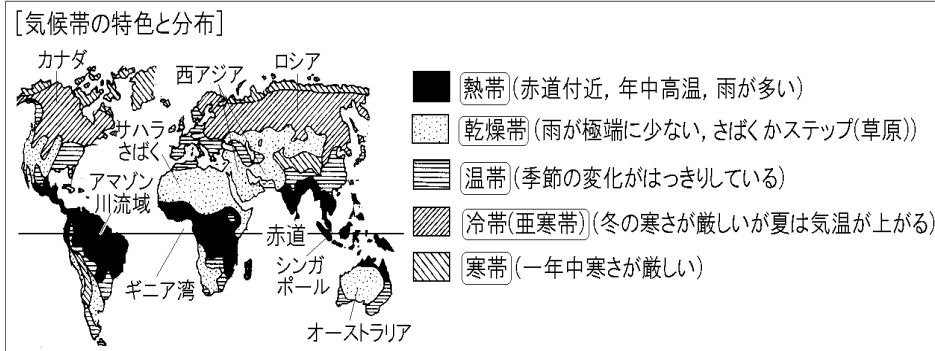 [気候帯の特色と分布]
カナダ
西アジア
ロシア
サハラ
さばく
アマゾン
川流域
赤道
シンガ
ポール
ギニア湾
オーストラリア
熱帯(赤道付近，年中高温，雨が多い)
乾燥帯(雨が極端に少ない，さばくかステップ(草原))
温帯(季節の変化がはっきりしている)
冷帯(亜寒帯)(冬の寒さが厳しいが夏は気温が上がる)
寒帯(一年中寒さが厳しい)